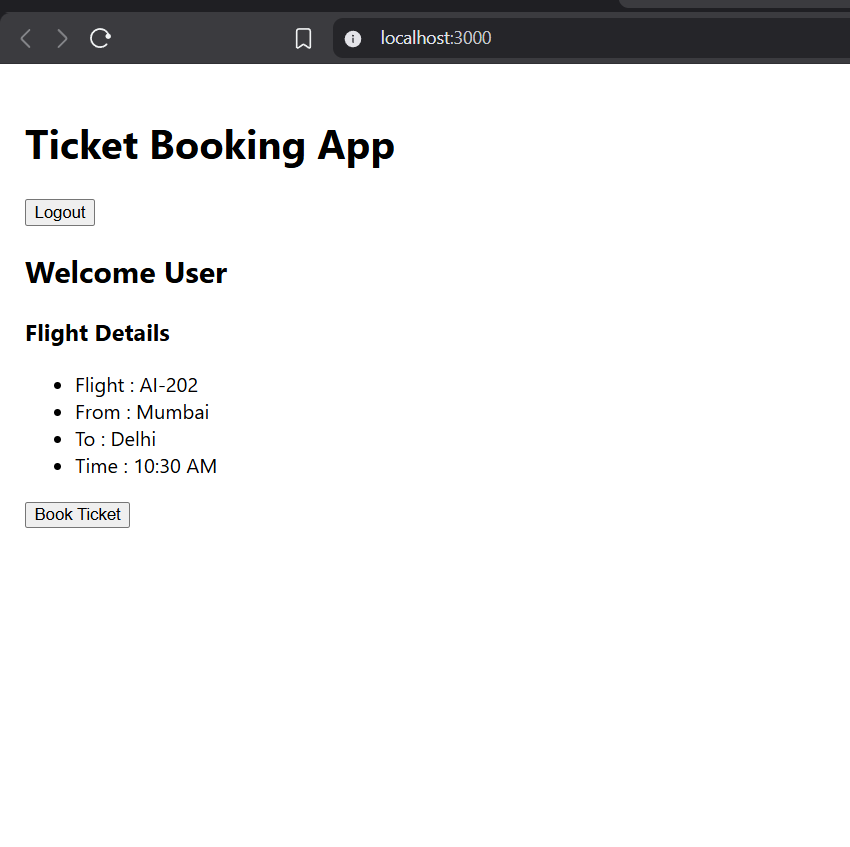 localhost:3000
Ticket Booking App
Logout
Welcome User
Flight Details
Flight : AI-202
From : Mumbai
To : Delhi
Time : 10:30 AM
Book Ticket